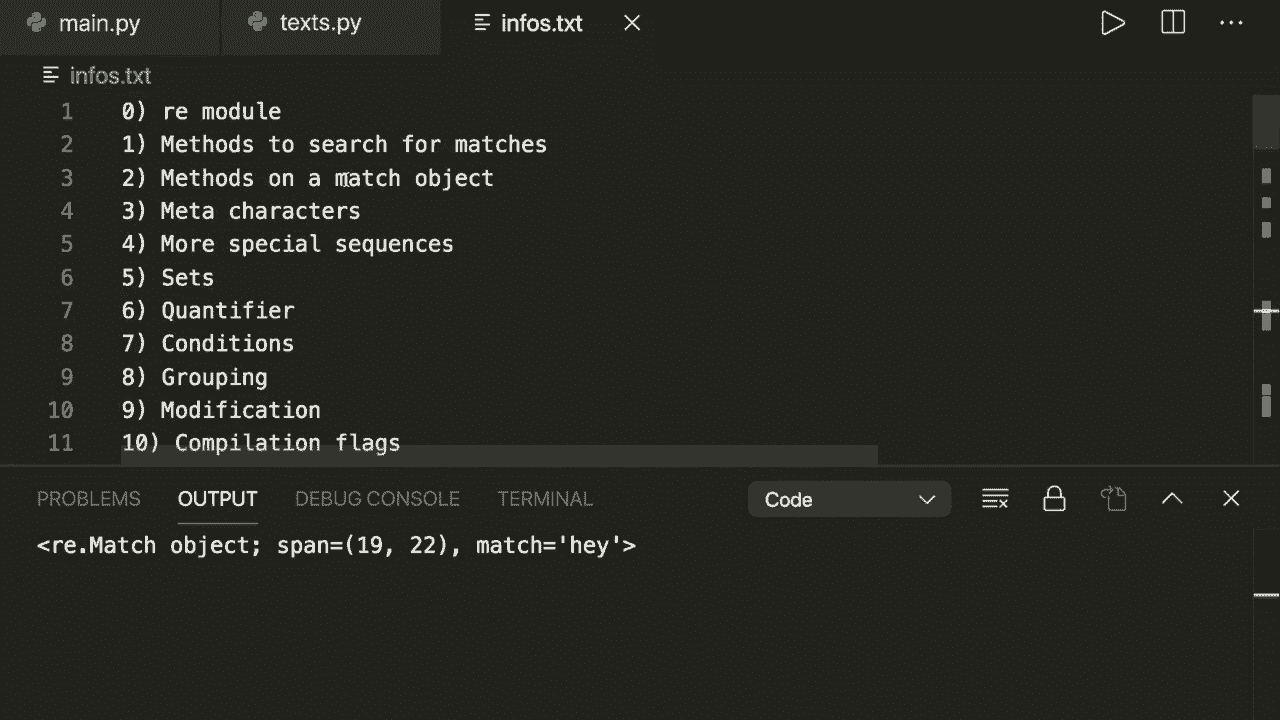 main.py texts.py infos.txt
infos.txt
1 0) re module
2 1) Methods to search for matches
3 2) Methods on a match object
4 3) Meta characters
5 4) More special sequences
6 5) Sets
7 6) Quantifier
8 7) Conditions
9 8) Grouping
10 9) Modification
11 10) Compilation flags
PROBLEMS OUTPUT DEBUG CONSOLE TERMINAL Code
<re.Match object; span=(19, 22), match='hey'>